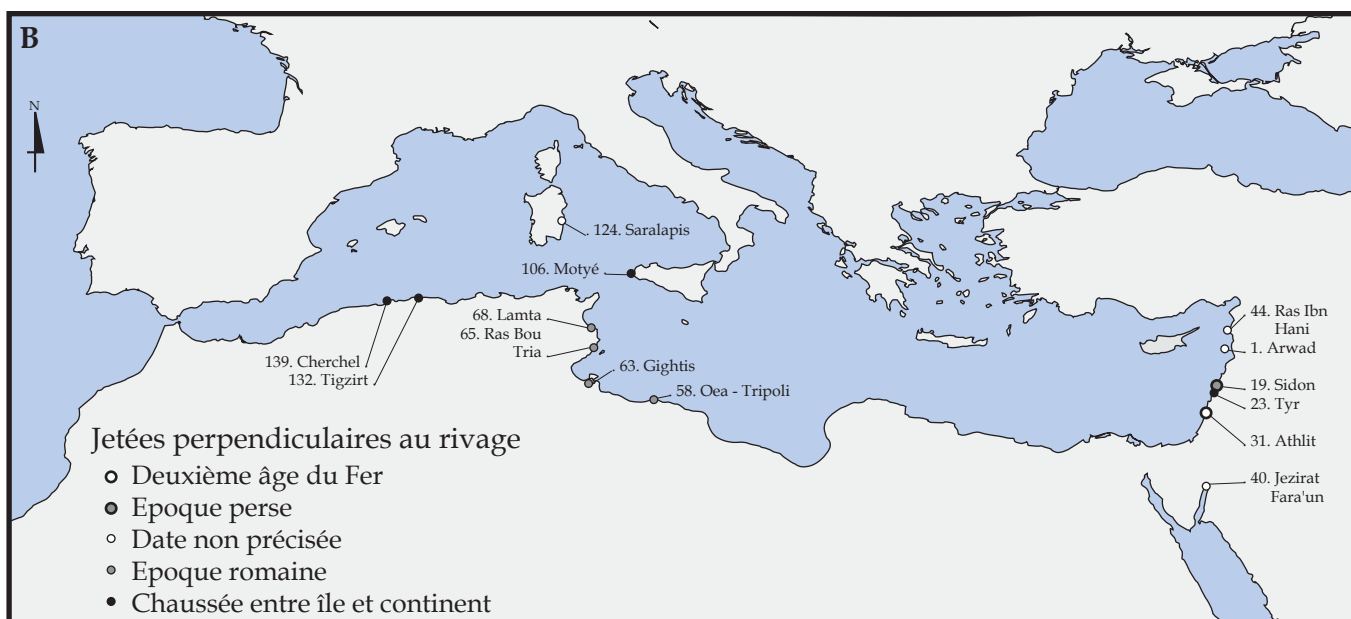 B
N
124. Saralapis
106. Motyé
68. Lamta
65. Ras Bou
Tria
63. Gightis
58. Oea - Tripoli
139. Cherchel
132. Tigzirt
44. Ras Ibn
Hani
1. Arwad
19. Sidon
23. Tyr
31. Athlit
40. Jezirat
Fara'un
Jetées perpendiculaires au rivage
Deuxième âge du Fer
Epoque perse
Date non précisée
Epoque romaine
Chaussée entre île et continent